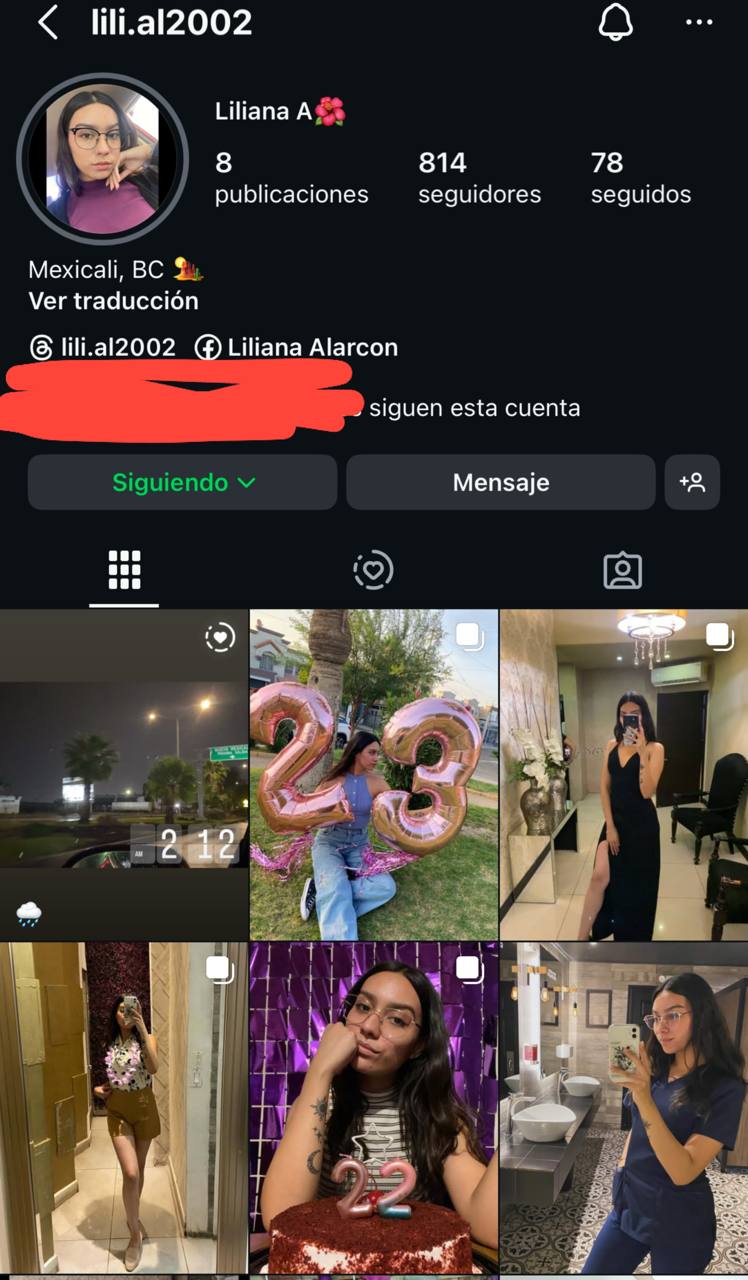 lili.al2002
Liliana A🌺
8 publicaciones
814 seguidores
78 seguidos
Mexicali, BC 🏜️
Ver traducción
lili.al2002 Liliana Alarcon
siguen esta cuenta
Siguiendo
Mensaje
23
AM 2 12
22